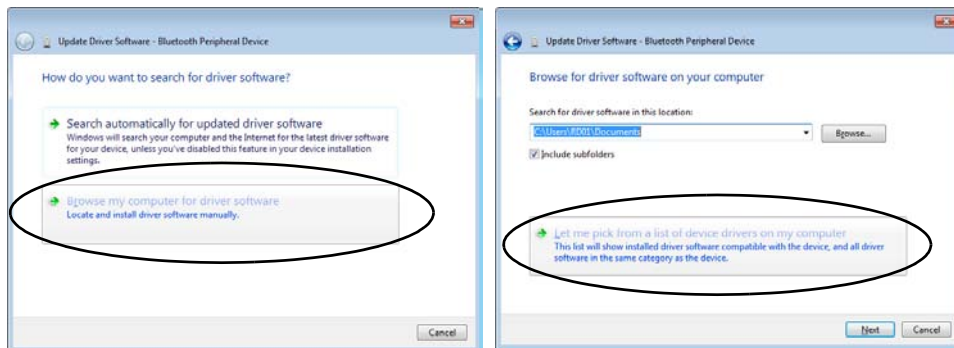 Update Driver Software - Bluetooth Peripheral Device
How do you want to search for driver software?
Search automatically for updated driver software
Windows will search your computer and the Internet for the latest driver software
for your device, unless you've disabled this feature in your device installation
settings.
Browse my computer for driver software
Locate and install driver software manually.
Cancel
Update Driver Software - Bluetooth Peripheral Device
Browse for driver software on your computer
Search for driver software in this location:
C:\Users\RD01\Documents
Browse...
Include subfolders
Let me pick from a list of device drivers on my computer
This list will show installed driver software compatible with the device, and all driver
software in the same category as the device.
Next Cancel